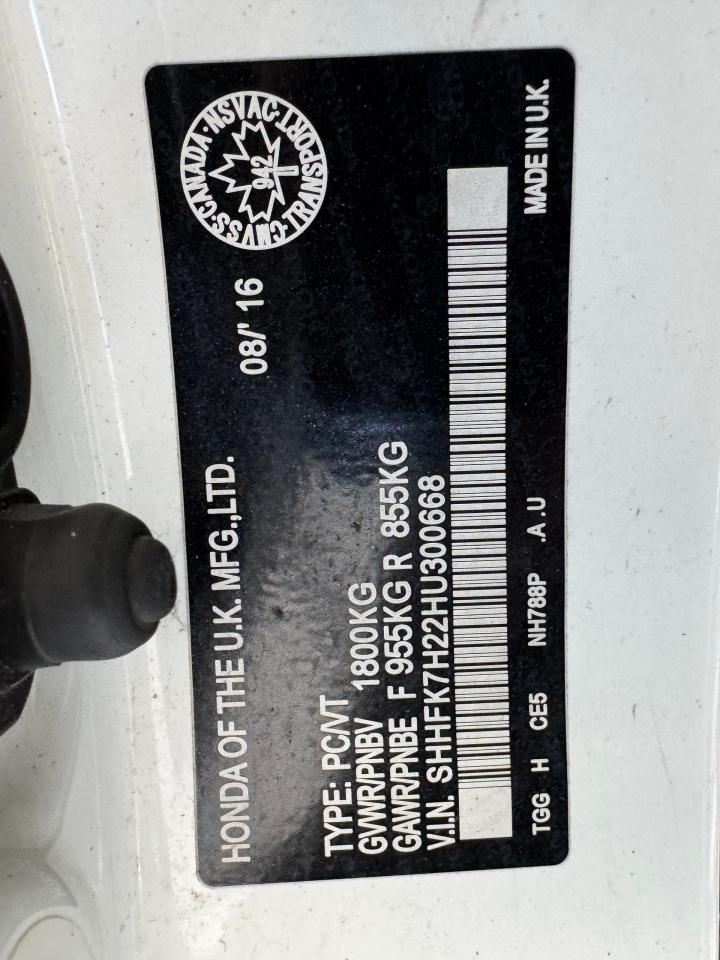 HONDA OF THE U.K. MFG.,LTD.
08/' 16
CMVSS·CANADA·NSVAC·TRANSPORT·
942
TYPE: PC/VT
GVWR/PNBV 1800KG
GAWR/PNBE F 955KG R 855KG
V.I.N. SHHFK7H22HU300668
TGG H CE5 NH788P .A .U MADE IN U.K.